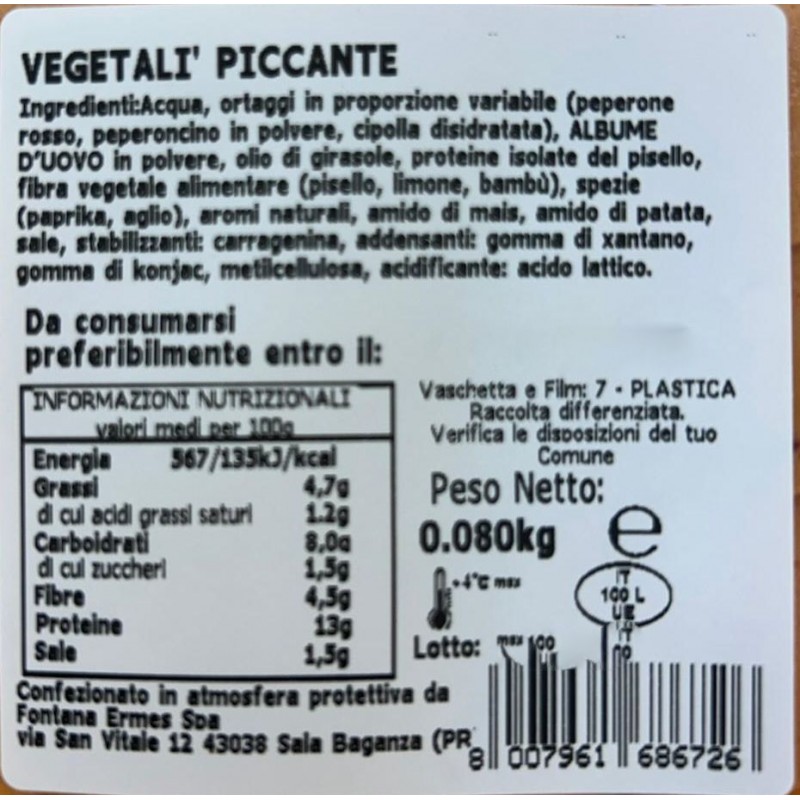 VEGETALI' PICCANTE
Ingredienti:Acqua, ortaggi in proporzione variabile (peperone
rosso, peperoncino in polvere, cipolla disidratata), ALBUME
D'UOVO in polvere, olio di girasole, proteine isolate del pisello,
fibra vegetale alimentare (pisello, limone, bambù), spezie
(paprika, aglio), aromi naturali, amido di mais, amido di patata,
sale, stabilizzanti: carragenina, addensanti: gomma di xantano,
gomma di konjac, metilcellulosa, acidificante: acido lattico.
Da consumarsi
preferibilmente entro il:
INFORMAZIONI NUTRIZIONALI
valori medi per 100g
Energia 567/135kJ/kcal
Grassi 4,7g
di cui acidi grassi saturi 1.2g
Carboidrati 8,0g
di cui zuccheri 1,5g
Fibre 4,5g
Proteine 13g
Sale 1,5g
Vaschetta e Film: 7 - PLASTICA
Raccolta differenziata.
Verifica le disposizioni del tuo
Comune
Peso Netto:
0.080kg e
+4°C max
IT
100 L
UE
Lotto:
Confezionato in atmosfera protettiva da
Fontana Ermes Spa
via San Vitale 12 43038 Sala Baganza (PR
8 007961 686726